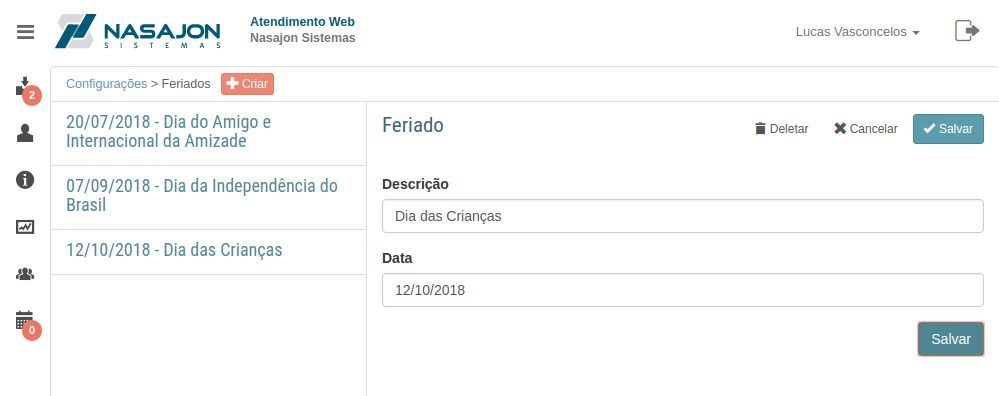 NASAJON
SISTEMAS
Atendimento Web
Nasajon Sistemas
Lucas Vasconcelos
2
0
Configurações > Feriados Criar
20/07/2018 - Dia do Amigo e
Internacional da Amizade
07/09/2018 - Dia da Independência do
Brasil
12/10/2018 - Dia das Crianças
Feriado
Deletar Cancelar Salvar
Descrição
Dia das Crianças
Data
12/10/2018
Salvar